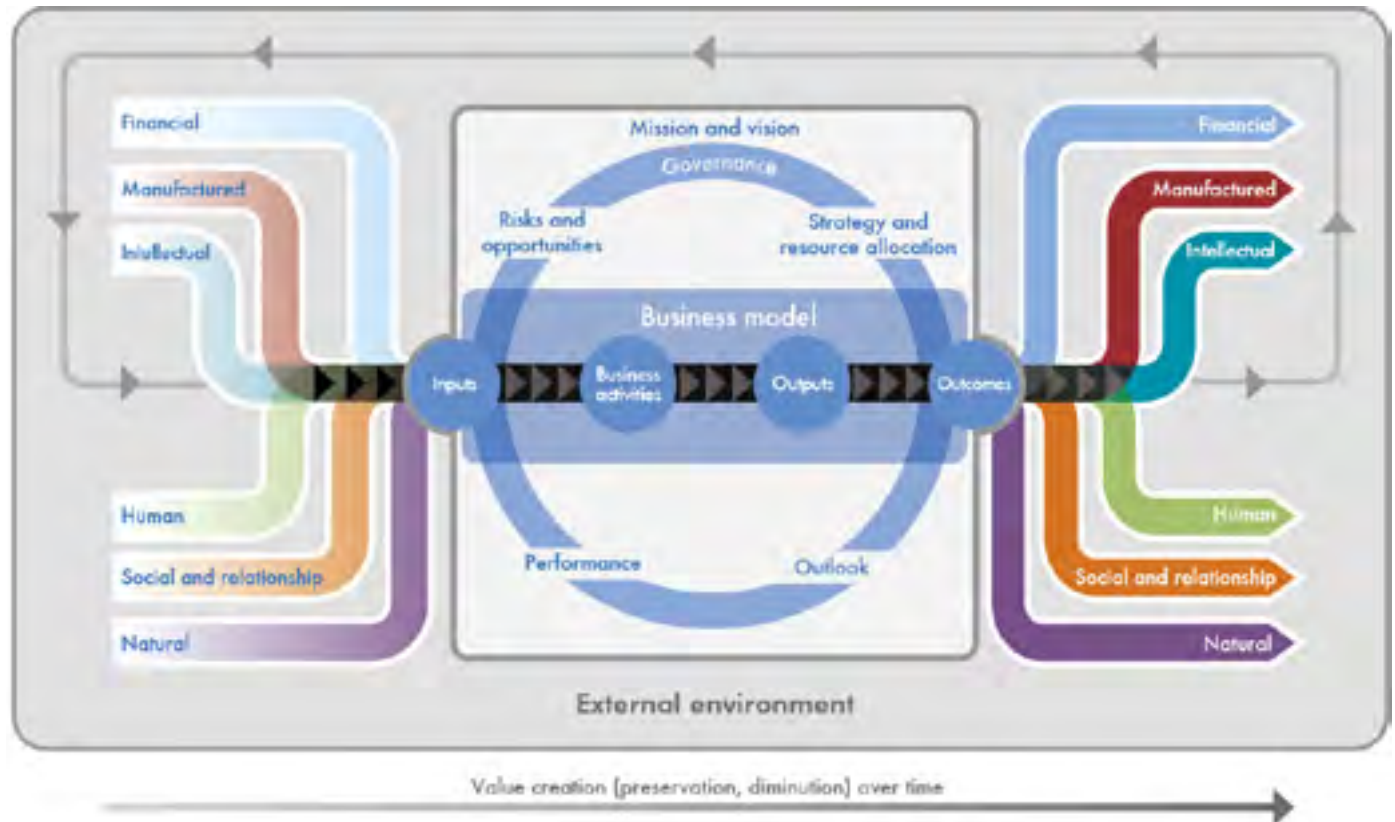 Financial
Manufactured
Intellectual
Human
Social and relationship
Natural
Mission and vision
Governance
Risks and
opportunities
Strategy and
resource allocation
Business model
Inputs
Business
activities
Outputs
Outcomes
Performance
Outlook
Financial
Manufactured
Intellectual
Human
Social and relationship
Natural
External environment
Value creation (preservation, diminution) over time